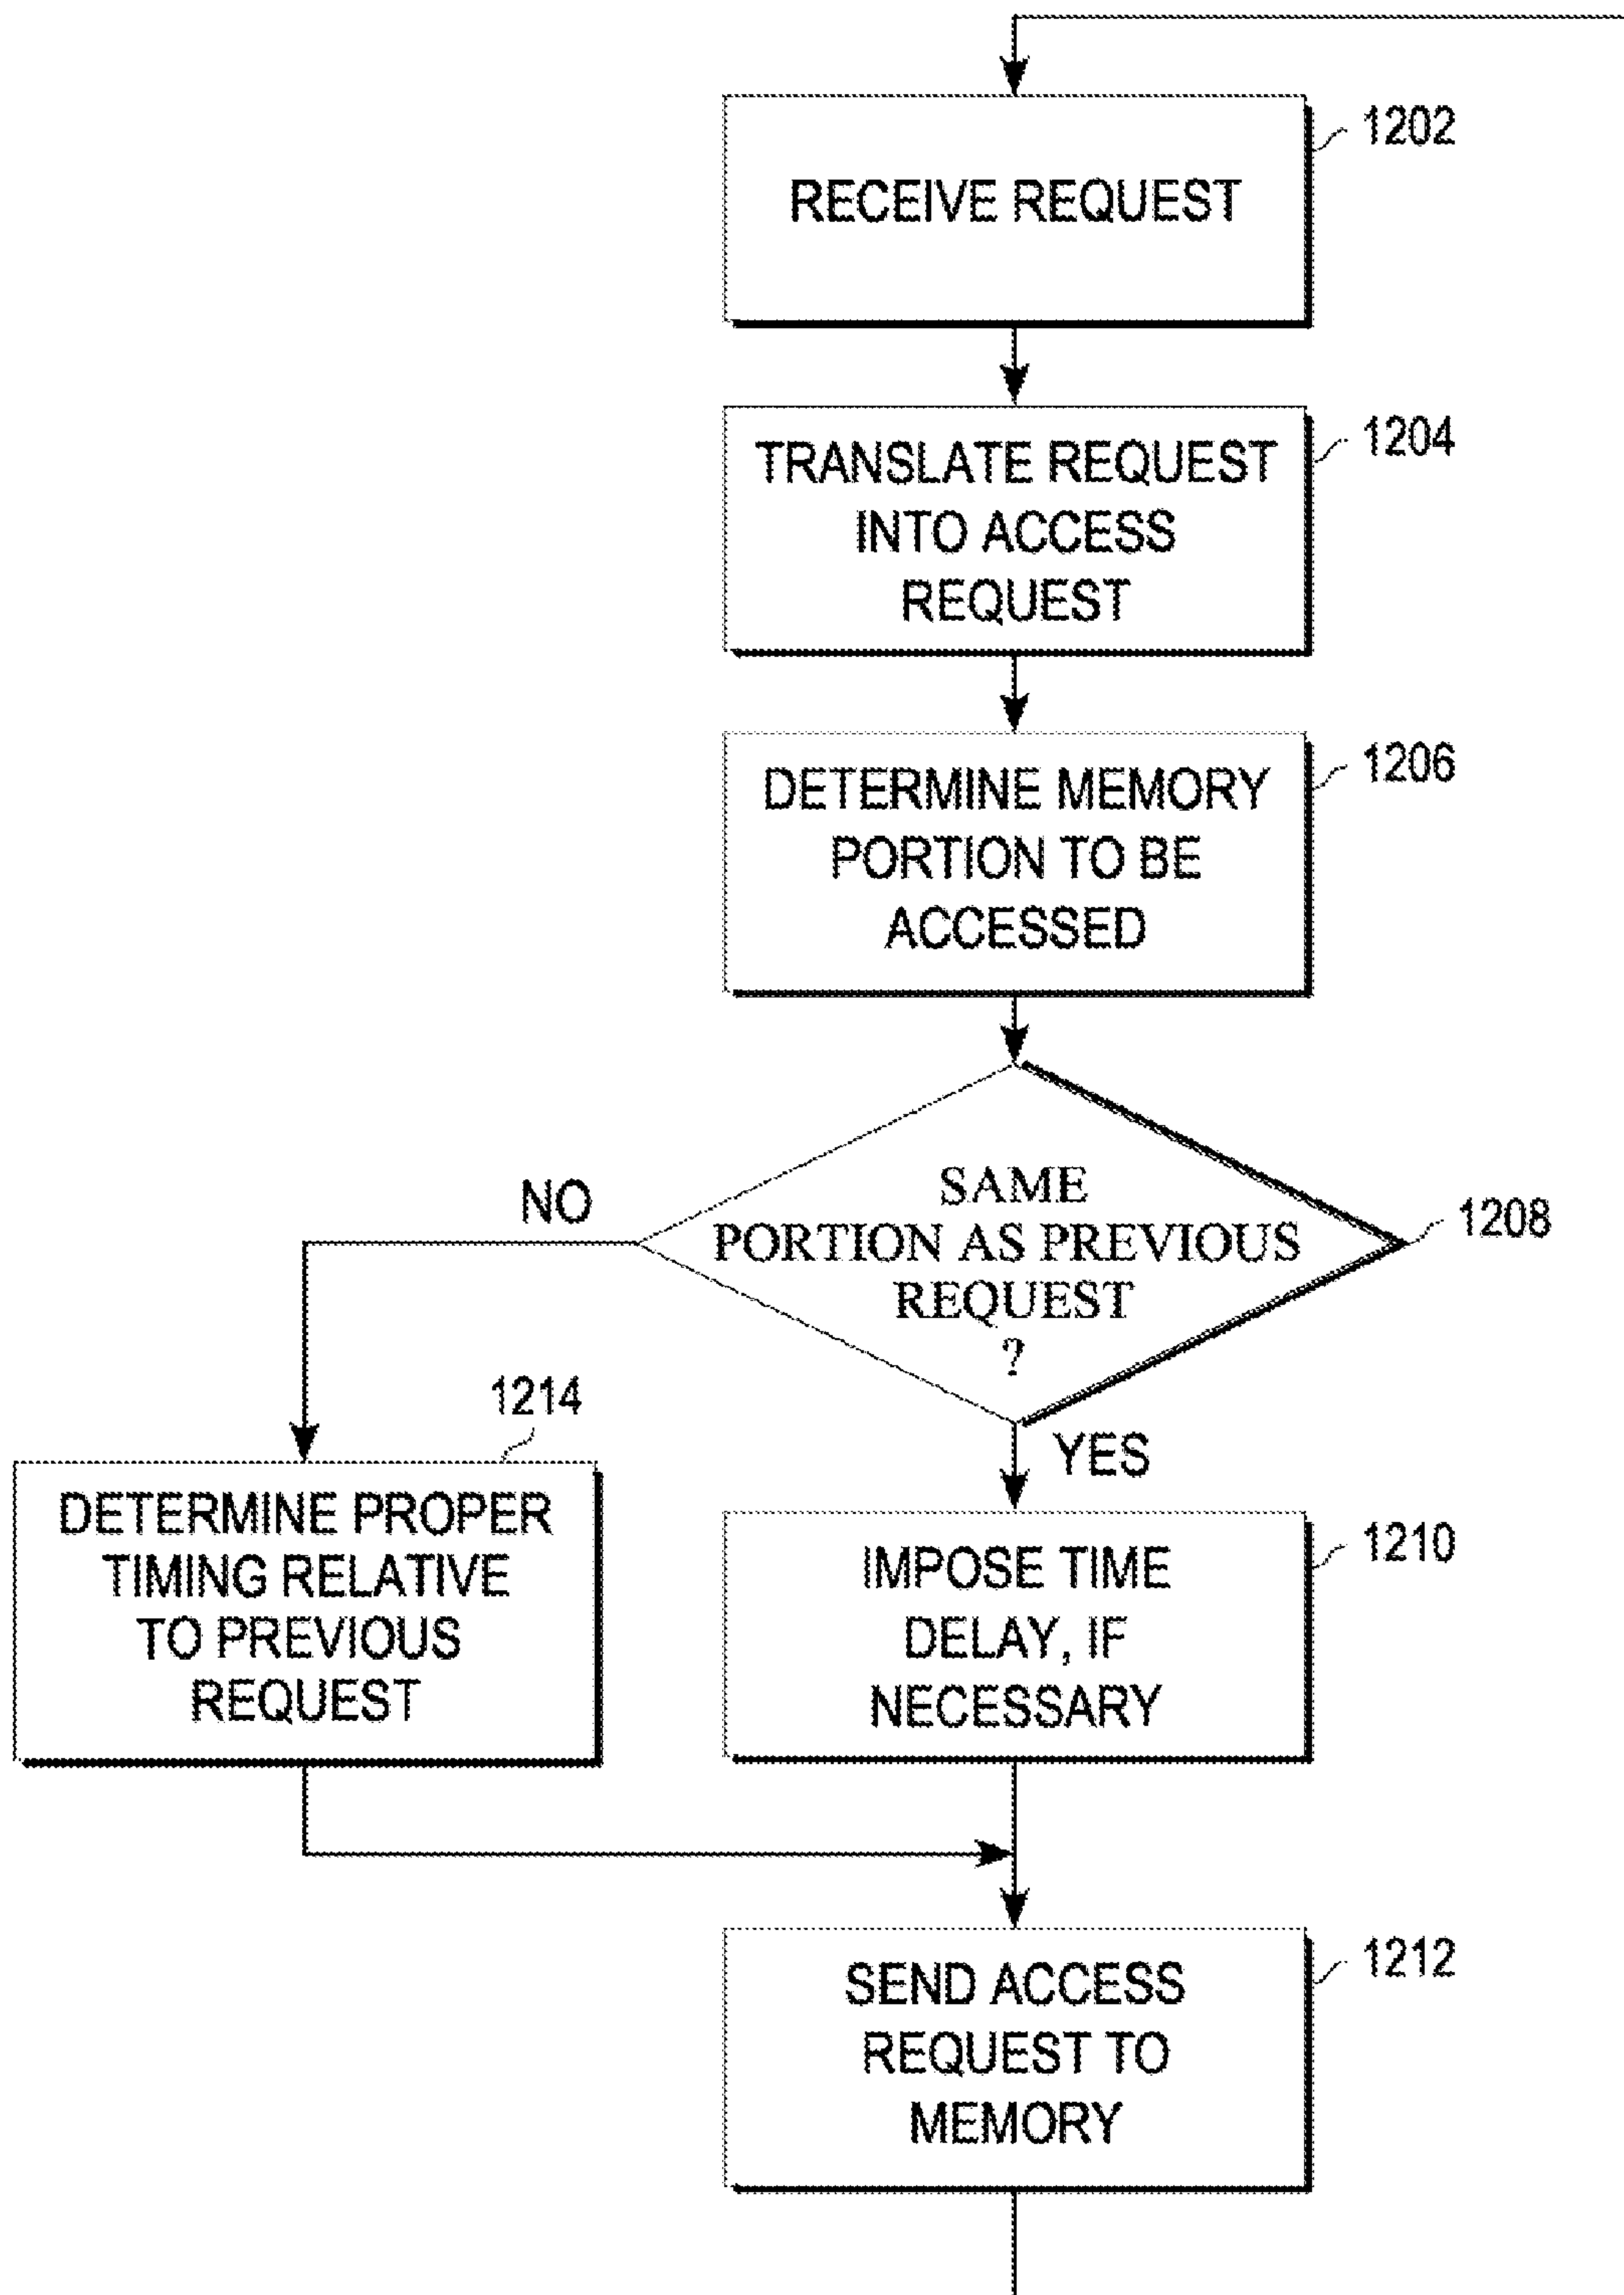 1202
RECEIVE REQUEST
1204
TRANSLATE REQUEST
INTO ACCESS
REQUEST
1206
DETERMINE MEMORY
PORTION TO BE
ACCESSED
1208
SAME
PORTION AS PREVIOUS
REQUEST
?
NO
YES
1214
DETERMINE PROPER
TIMING RELATIVE
TO PREVIOUS
REQUEST
1210
IMPOSE TIME
DELAY, IF
NECESSARY
1212
SEND ACCESS
REQUEST TO
MEMORY